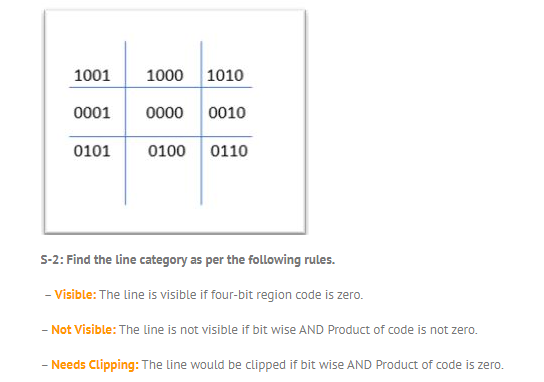 1001 1000 1010
0001 0000 0010
0101 0100 0110
S-2: Find the line category as per the following rules.
– Visible: The line is visible if four-bit region code is zero.
– Not Visible: The line is not visible if bit wise AND Product of code is not zero.
– Needs Clipping: The line would be clipped if bit wise AND Product of code is zero.